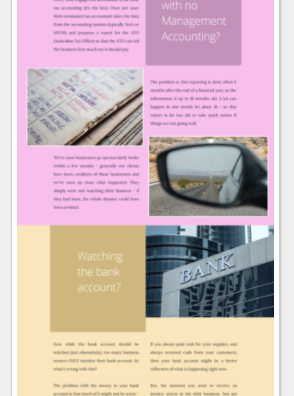 tax accounting (it's the law). Once per year,
their nominated tax accountant takes the data
from the accounting system (typically Xero or
MYOB) and prepares a report for the ATO
(Australian Tax Office) so that the ATO can tell
the business how much tax it should pay.
with no
Management
Accounting?
The problem is, this reporting is done often 6
months after the end of a financial year, so the
information is up to 18 months old. A lot can
happen in one month let alone 18 – so this
report is far too old to take quick action if
things are not going well.
We've seen businesses go spectacularly broke
within a few months – generally our clients
have been creditors of those businesses and
we've seen up close what happened. They
simply were not watching their finances – if
they had been, the whole disaster could have
been avoided.
Watching
the bank
account?
BANK
Now while the bank account should be
watched (not obsessively), too many business
owners ONLY monitor their bank account. So
what's wrong with this?
The problem with the money in your bank
account is that much of it might not be yours –
If you always paid cash for your supplies, and
always received cash from your customers,
then your bank account might be a better
reflection of what is happening right now.
But, the moment you send or receive an
invoice, you're in the debt business. You are